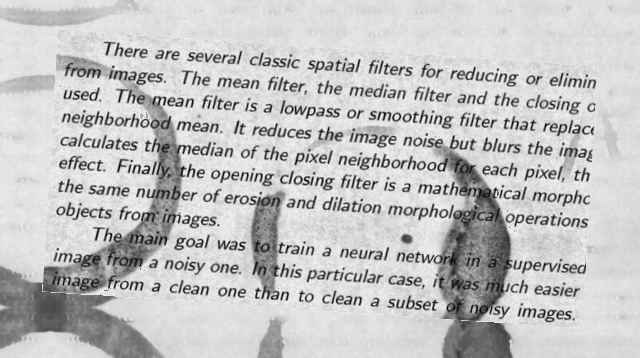 There are several classic spatial filters for reducing or elimin
from images. The mean filter, the median filter and the closing o
used. The mean filter is a lowpass or smoothing filter that replace
neighborhood mean. It reduces the image noise but blurs the imag
calculates the median of the pixel neighborhood for each pixel, th
effect. Finally, the opening closing filter is a mathematical morpho
the same number of erosion and dilation morphological operations
objects from images.
The main goal was to train a neural network in a supervised
image from a noisy one. In this particular case, it was much easier
image from a clean one than to clean a subset of noisy images.